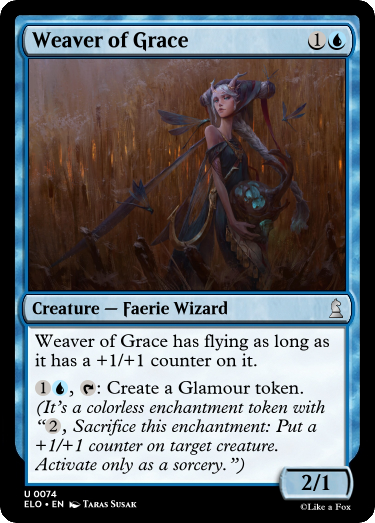 Weaver of Grace 1
Creature — Faerie Wizard
Weaver of Grace has flying as long as
it has a +1/+1 counter on it.
1 , : Create a Glamour token.
(It's a colorless enchantment token with
“2, Sacrifice this enchantment: Put a
+1/+1 counter on target creature.
Activate only as a sorcery.”)
2/1
U 0074
ELO • EN Taras Susak
©Like a Fox